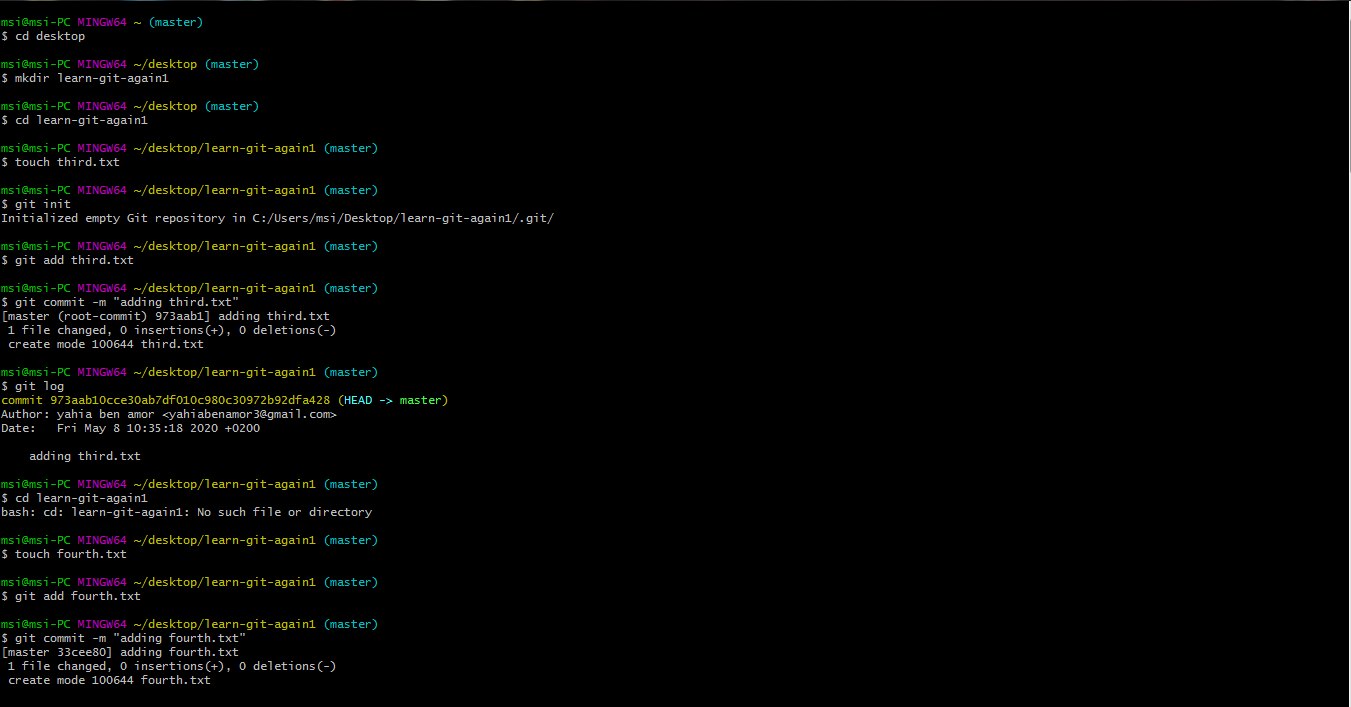 msi@msi-PC MINGW64 ~ (master)
$ cd desktop
msi@msi-PC MINGW64 ~/desktop (master)
$ mkdir learn-git-again1
msi@msi-PC MINGW64 ~/desktop (master)
$ cd learn-git-again1
msi@msi-PC MINGW64 ~/desktop/learn-git-again1 (master)
$ touch third.txt
msi@msi-PC MINGW64 ~/desktop/learn-git-again1 (master)
$ git init
Initialized empty Git repository in C:/Users/msi/Desktop/learn-git-again1/.git/
msi@msi-PC MINGW64 ~/desktop/learn-git-again1 (master)
$ git add third.txt
msi@msi-PC MINGW64 ~/desktop/learn-git-again1 (master)
$ git commit -m "adding third.txt"
[master (root-commit) 973aab1] adding third.txt
 1 file changed, 0 insertions(+), 0 deletions(-)
 create mode 100644 third.txt
msi@msi-PC MINGW64 ~/desktop/learn-git-again1 (master)
$ git log
commit 973aab10cce30ab7df010c980c30972b92dfa428 (HEAD -> master)
Author: yahia ben amor <yahiabenamor3@gmail.com>
Date:   Fri May 8 10:35:18 2020 +0200
    adding third.txt
msi@msi-PC MINGW64 ~/desktop/learn-git-again1 (master)
$ cd learn-git-again1
bash: cd: learn-git-again1: No such file or directory
msi@msi-PC MINGW64 ~/desktop/learn-git-again1 (master)
$ touch fourth.txt
msi@msi-PC MINGW64 ~/desktop/learn-git-again1 (master)
$ git add fourth.txt
msi@msi-PC MINGW64 ~/desktop/learn-git-again1 (master)
$ git commit -m "adding fourth.txt"
[master 33cee80] adding fourth.txt
 1 file changed, 0 insertions(+), 0 deletions(-)
 create mode 100644 fourth.txt